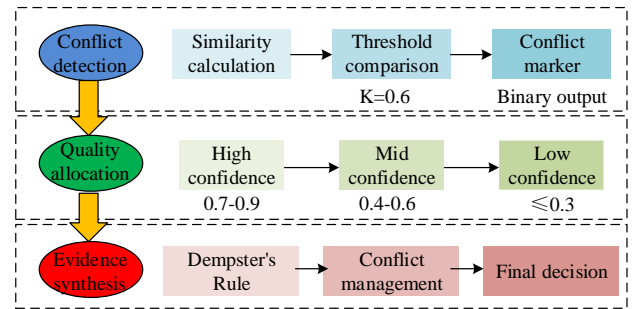 Conflict
detection
Similarity
calculation
Threshold
comparison
Conflict
marker
K=0.6
Binary output
Quality
allocation
High
confidence
Mid
confidence
Low
confidence
0.7-0.9
0.4-0.6
≤0.3
Evidence
synthesis
Dempster's
Rule
Conflict
management
Final decision